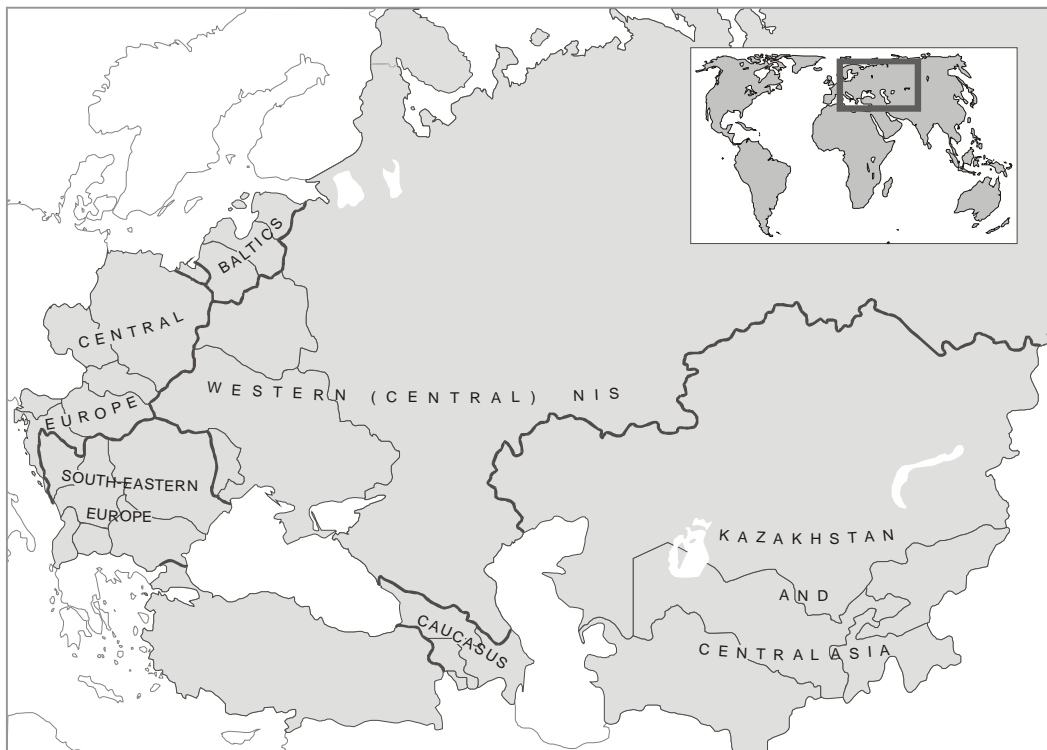 BALTICS
CENTRAL
EUROPE
WESTERN (CENTRAL) NIS
SOUTH-EASTERN
EUROPE
KAZAKHSTAN
AND
CENTRAL ASIA
CAUCASUS